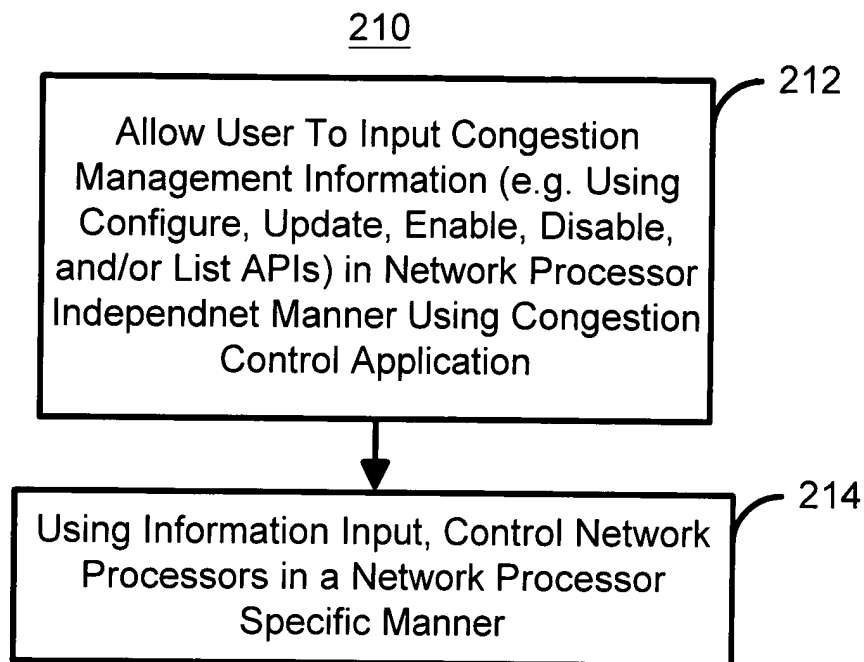 210
212
Allow User To Input Congestion
Management Information (e.g. Using
Configure, Update, Enable, Disable,
and/or List APIs) in Network Processor
Independnet Manner Using Congestion
Control Application
214
Using Information Input, Control Network
Processors in a Network Processor
Specific Manner